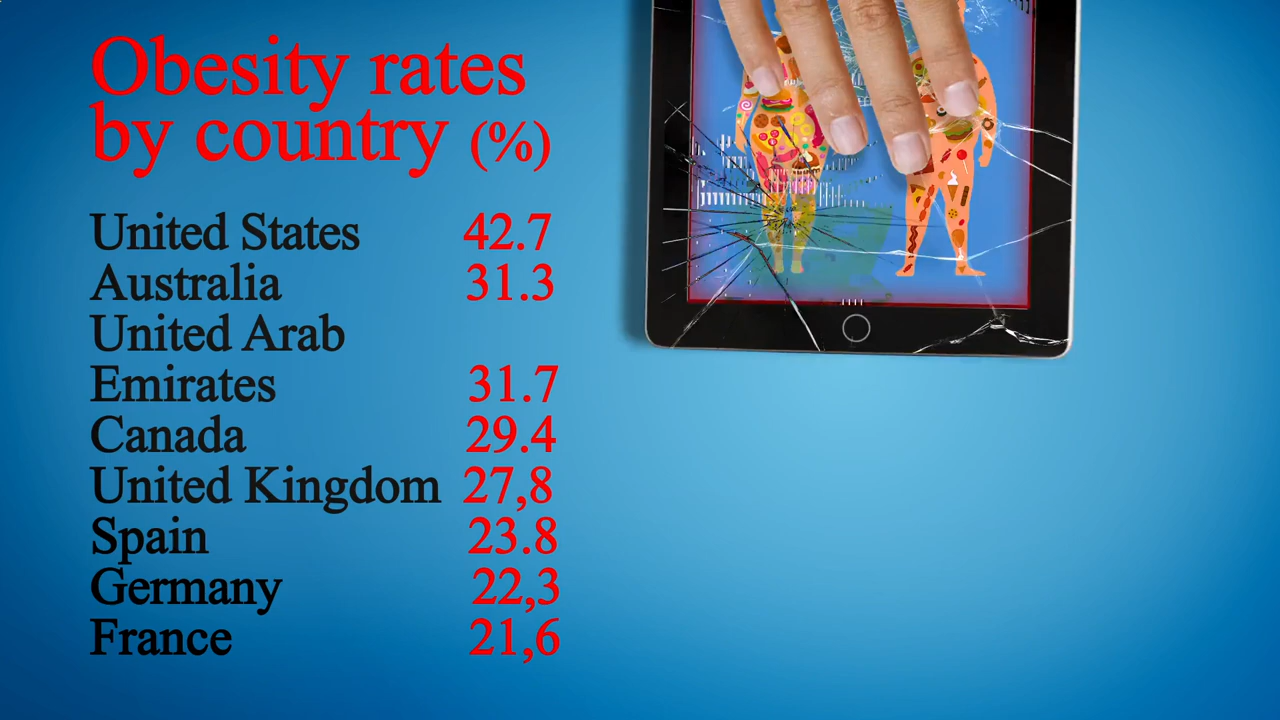 Obesity rates
by country (%)
United States 42.7
Australia 31.3
United Arab
Emirates 31.7
Canada 29.4
United Kingdom 27,8
Spain 23.8
Germany 22,3
France 21,6